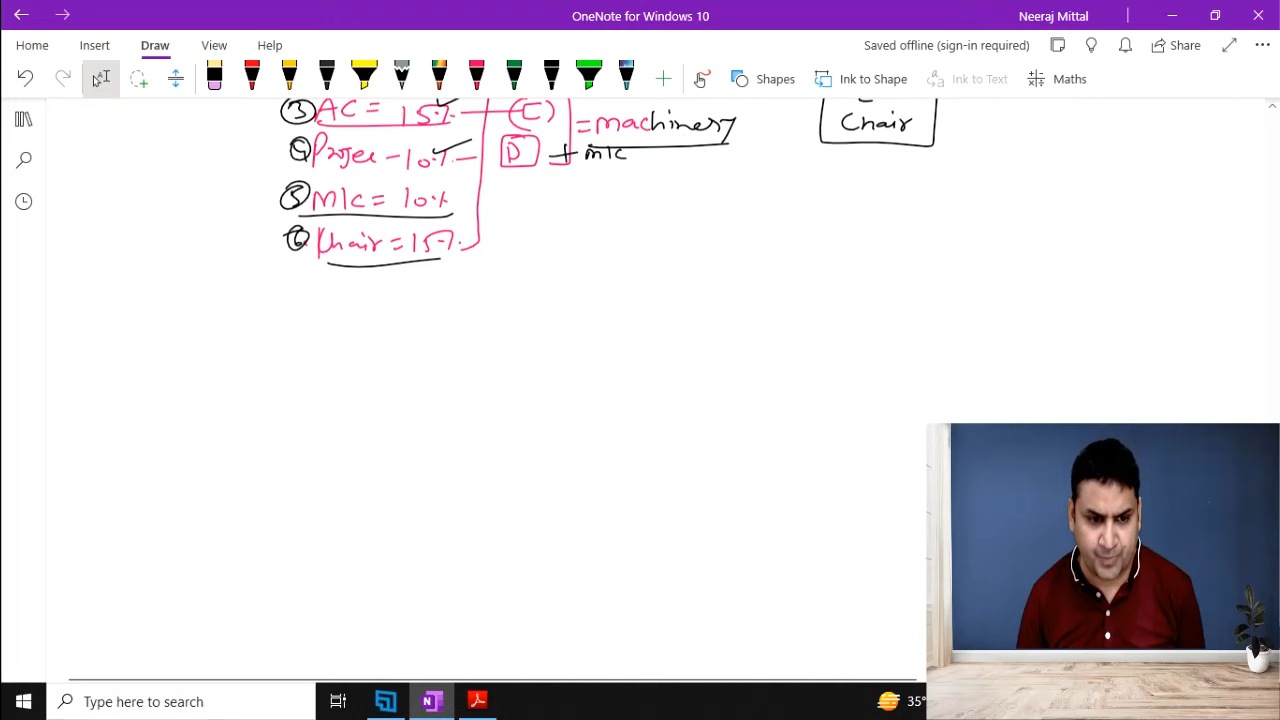 OneNote for Windows 10
Neeraj Mittal
Home Insert Draw View Help
Saved offline (sign-in required)
Share
Shapes
Ink to Shape
Ink to Text
Maths
③ AC = 15% — (C)
= machinery
Chair
④ Projec - 10% — D
+ M/c
⑤ M/c = 10%
⑥ Chair = 15%
Type here to search
35°